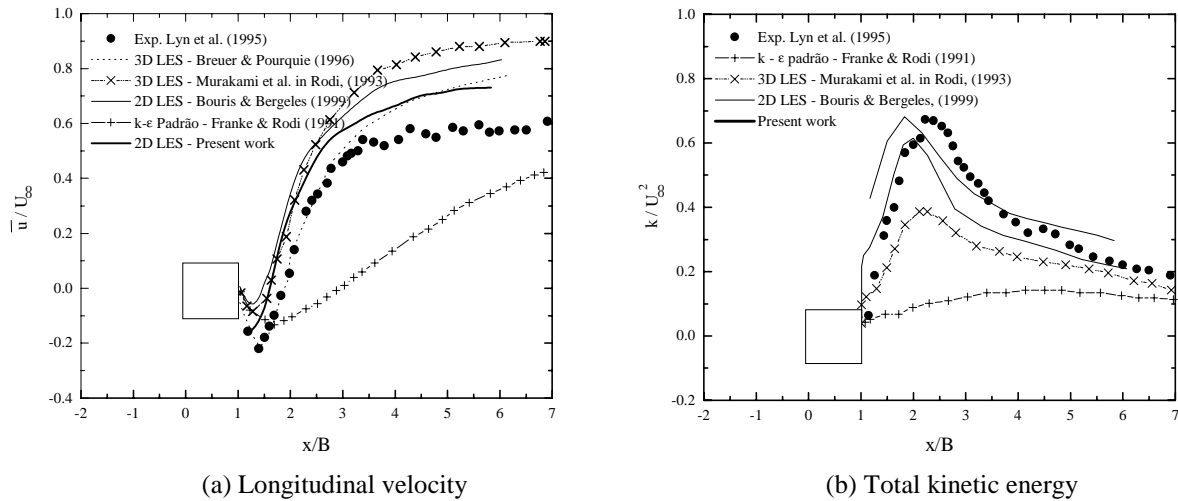 1.0
0.8
0.6
0.4
0.2
0.0
-0.2
-0.4
u / U∞
Exp. Lyn et al. (1995)
3D LES - Breuer & Pourquie (1996)
3D LES - Murakami et al. in Rodi, (1993)
2D LES - Bouris & Bergeles (1999)
k-ε Padrão - Franke & Rodi (1991)
2D LES - Present work
-2 -1 0 1 2 3 4 5 6 7
x/B
(a) Longitudinal velocity
1.0
0.8
0.6
0.4
0.2
0.0
-0.2
k / U∞²
Exp. Lyn et al. (1995)
k - ε padrão - Franke & Rodi (1991)
3D LES - Murakami et al. in Rodi, (1993)
2D LES - Bouris & Bergeles, (1999)
Present work
-2 -1 0 1 2 3 4 5 6 7
x/B
(b) Total kinetic energy